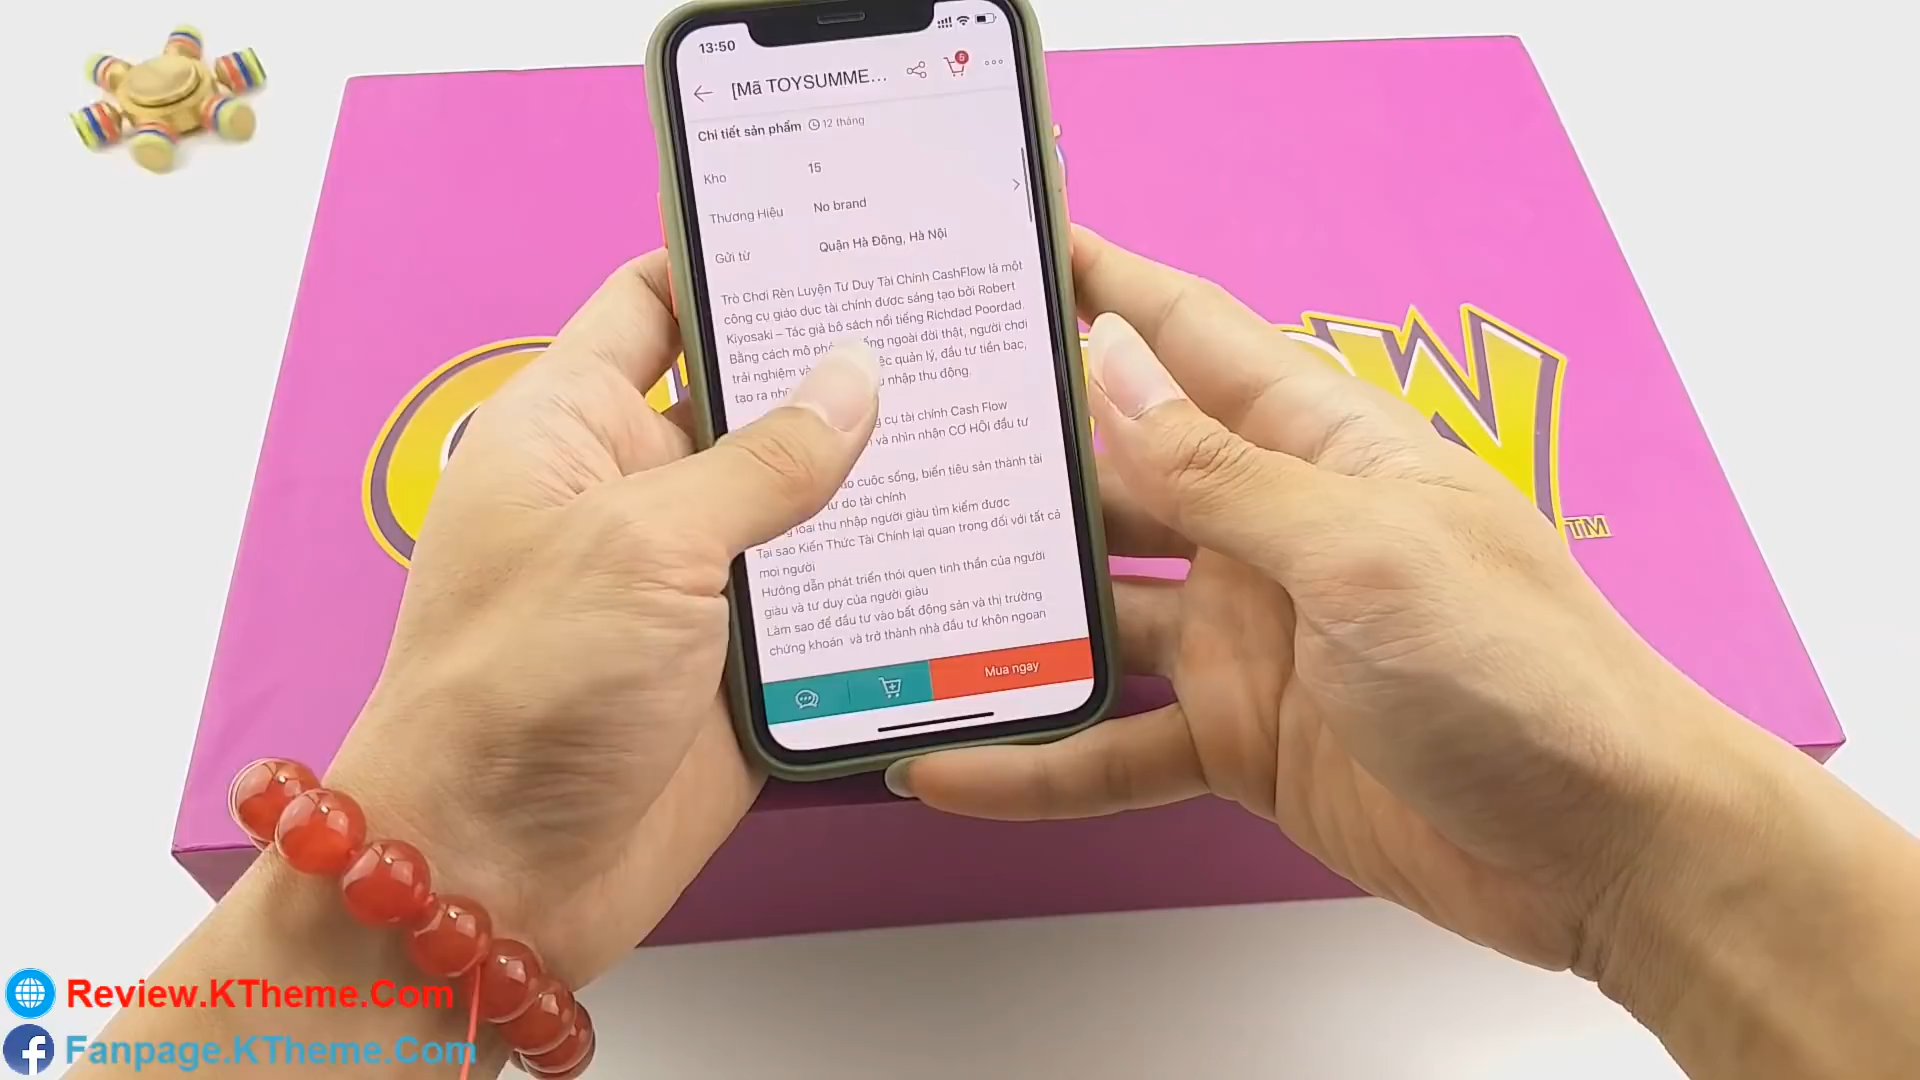 13:50
[Mã TOYSUMME...
5
Chi tiết sản phẩm 12 tháng
Kho 15
Thương Hiệu No brand
Gửi từ Quận Hà Đông, Hà Nội
Trò Chơi Rèn Luyện Tư Duy Tài Chính CashFlow là một
công cụ giáo dục tài chính được sáng tạo bởi Robert
Kiyosaki – Tác giả bộ sách nổi tiếng Richdad Poordad.
Bằng cách mô ngoài đời thật, người chơi
trải nghiệm quản lý, đầu tư tiền bạc,
tạo ra nhập thụ động.
cụ tài chính Cash Flow
và nhìn nhận CƠ HỘI đầu tư
cuộc sống, biến tiêu sản thành tài
tự do tài chính
loại thu nhập người giàu tìm kiếm được
Tại sao Kiến Thức Tài Chính lại quan trọng đối với tất cả
mọi người
Hướng dẫn phát triển thói quen tinh thần của người
giàu và tư duy của người giàu
Làm sao để đầu tư vào bất động sản và thị trường
chứng khoán và trở thành nhà đầu tư khôn ngoan
Mua ngay
W
TM
Review.KTheme.Com
Fanpage.KTheme.Com